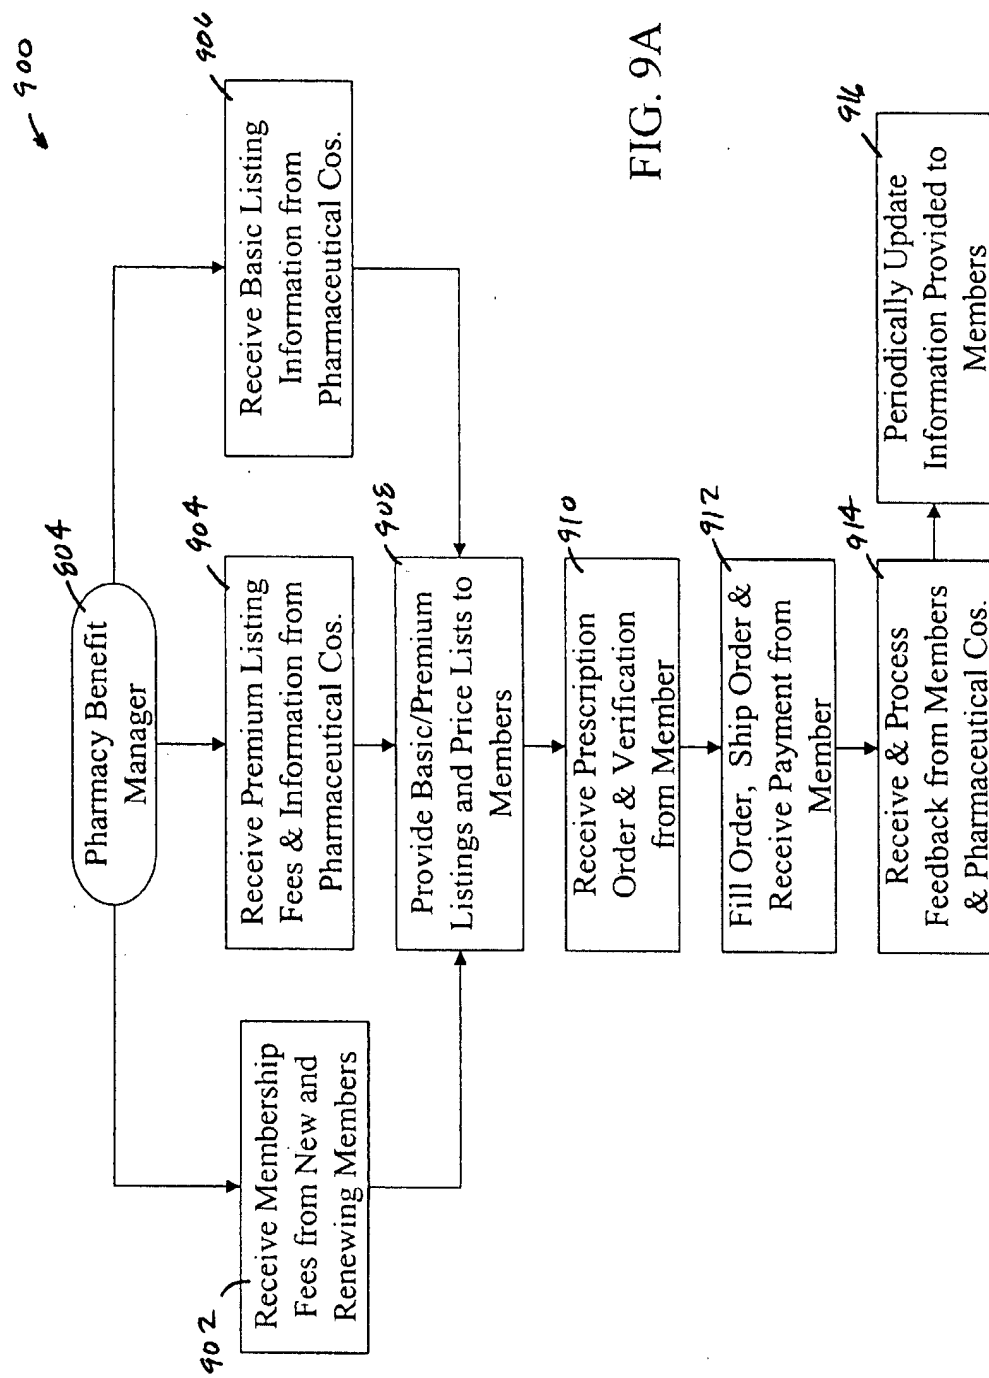 900
804
Pharmacy Benefit
Manager
902
Receive Membership
Fees from New and
Renewing Members
904
Receive Premium Listing
Fees & Information from
Pharmaceutical Cos.
906
Receive Basic Listing
Information from
Pharmaceutical Cos.
908
Provide Basic/Premium
Listings and Price Lists to
Members
910
Receive Prescription
Order & Verification
from Member
912
Fill Order, Ship Order &
Receive Payment from
Member
914
Receive & Process
Feedback from Members
& Pharmaceutical Cos.
916
Periodically Update
Information Provided to
Members
FIG. 9A